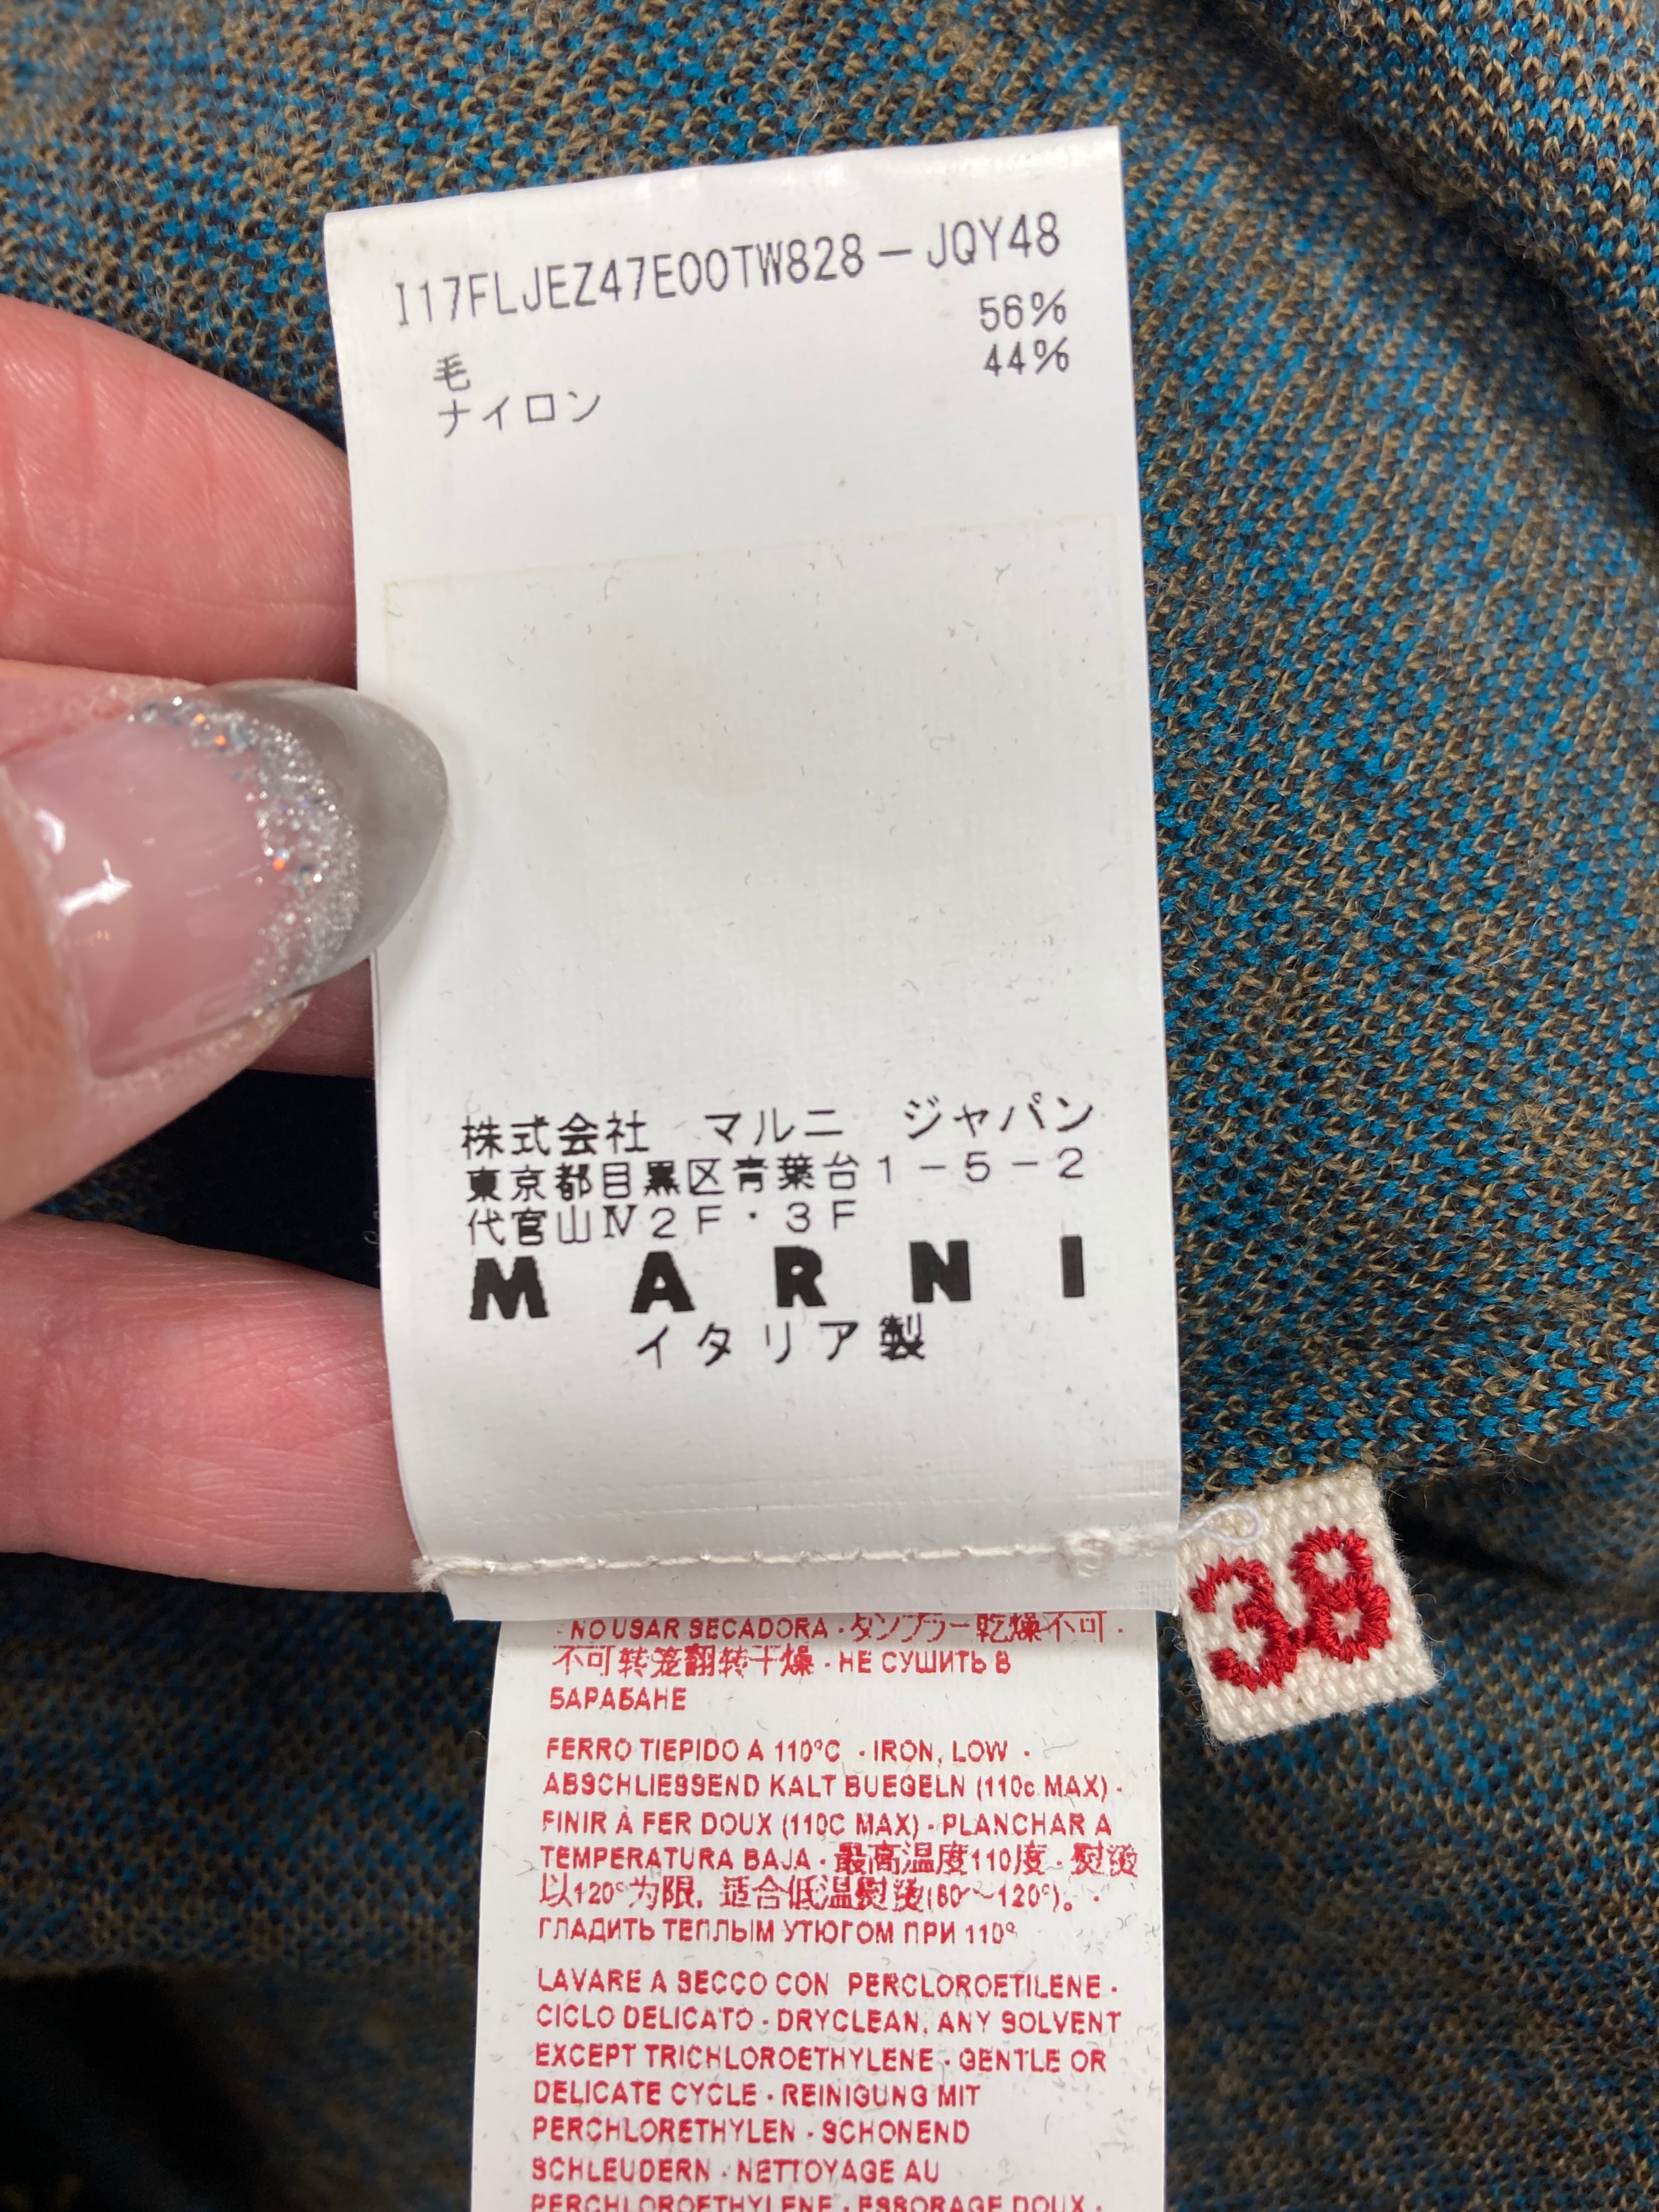 I17FLJEZ47E00TW828－JQY48
毛 56%
ナイロン 44%
株式会社　マルニ　ジャパン
東京都目黒区青葉台１－５－２
代官山Ⅳ２Ｆ・３Ｆ
MARNI
イタリア製
38
NO USAR SECADORA · タンブラー乾燥不可 ·
不可转笼翻转干燥 · НЕ СУШИТЬ В
БАРАБАНЕ
FERRO TIEPIDO A 110°C · IRON, LOW ·
ABSCHLIESSEND KALT BUEGELN (110c MAX) ·
FINIR À FER DOUX (110C MAX) · PLANCHAR A
TEMPERATURA BAJA · 最高温度110度 · 熨烫
以120°为限, 适合低温熨烫(80°～120°)。·
ГЛАДИТЬ ТЕПЛЫМ УТЮГОМ ПРИ 110°
LAVARE A SECCO CON PERCLOROETILENE ·
CICLO DELICATO · DRYCLEAN, ANY SOLVENT
EXCEPT TRICHLOROETHYLENE · GENTLE OR
DELICATE CYCLE · REINIGUNG MIT
PERCHLORETHYLEN · SCHONEND
SCHLEUDERN · NETTOYAGE AU
PERCHLOROETHYLENE · ESSORAGE DOUX ·